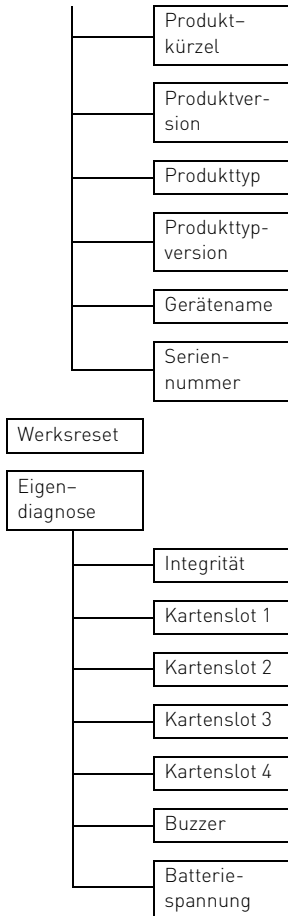 Produkt–
kürzel
Produktver-
sion
Produkttyp
Produkttyp-
version
Gerätename
Serien-
nummer
Werksreset
Eigen–
diagnose
Integrität
Kartenslot 1
Kartenslot 2
Kartenslot 3
Kartenslot 4
Buzzer
Batterie-
spannung